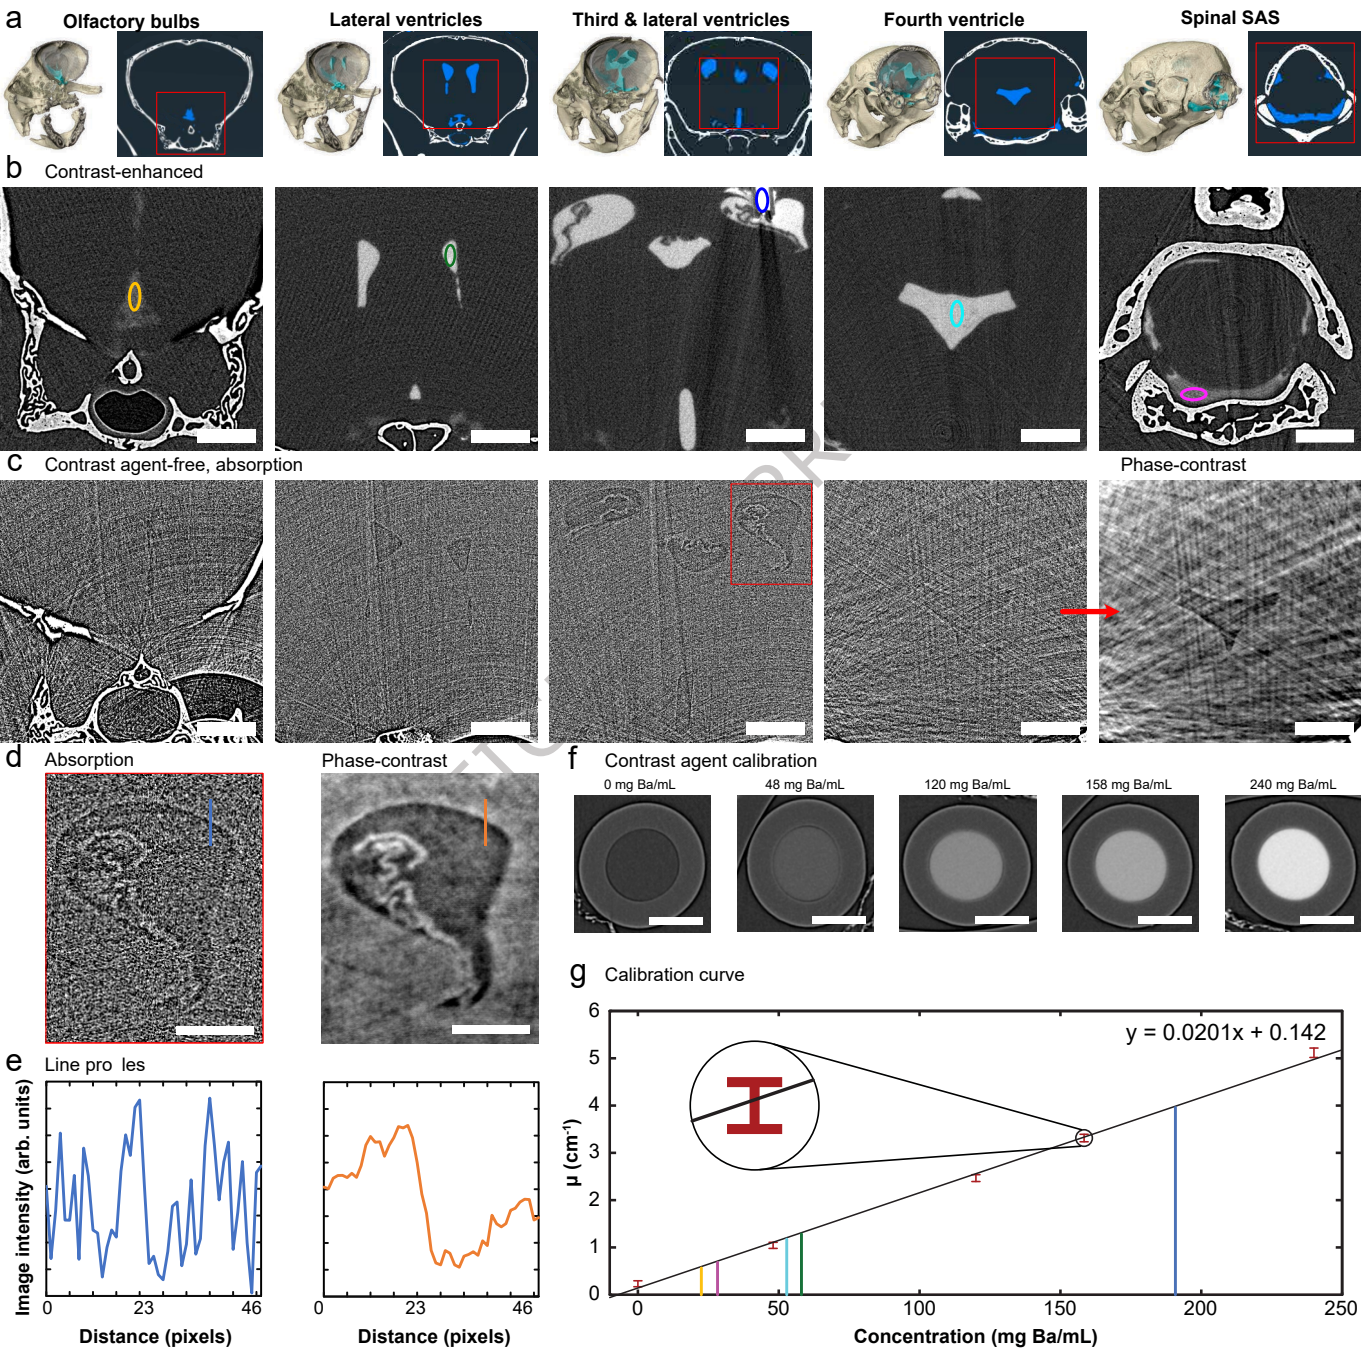 a
Olfactory bulbs
Lateral ventricles
Third & lateral ventricles
Fourth ventricle
Spinal SAS
b Contrast-enhanced
c Contrast agent-free, absorption
Phase-contrast
d Absorption
Phase-contrast
f Contrast agent calibration
0 mg Ba/mL
48 mg Ba/mL
120 mg Ba/mL
158 mg Ba/mL
240 mg Ba/mL
e Line pro les
Image intensity (arb. units)
0 23 46
Distance (pixels)
0 23 46
Distance (pixels)
g Calibration curve
y = 0.0201x + 0.142
μ (cm⁻¹)
6
5
4
3
2
1
0
0 50 100 150 200 250
Concentration (mg Ba/mL)